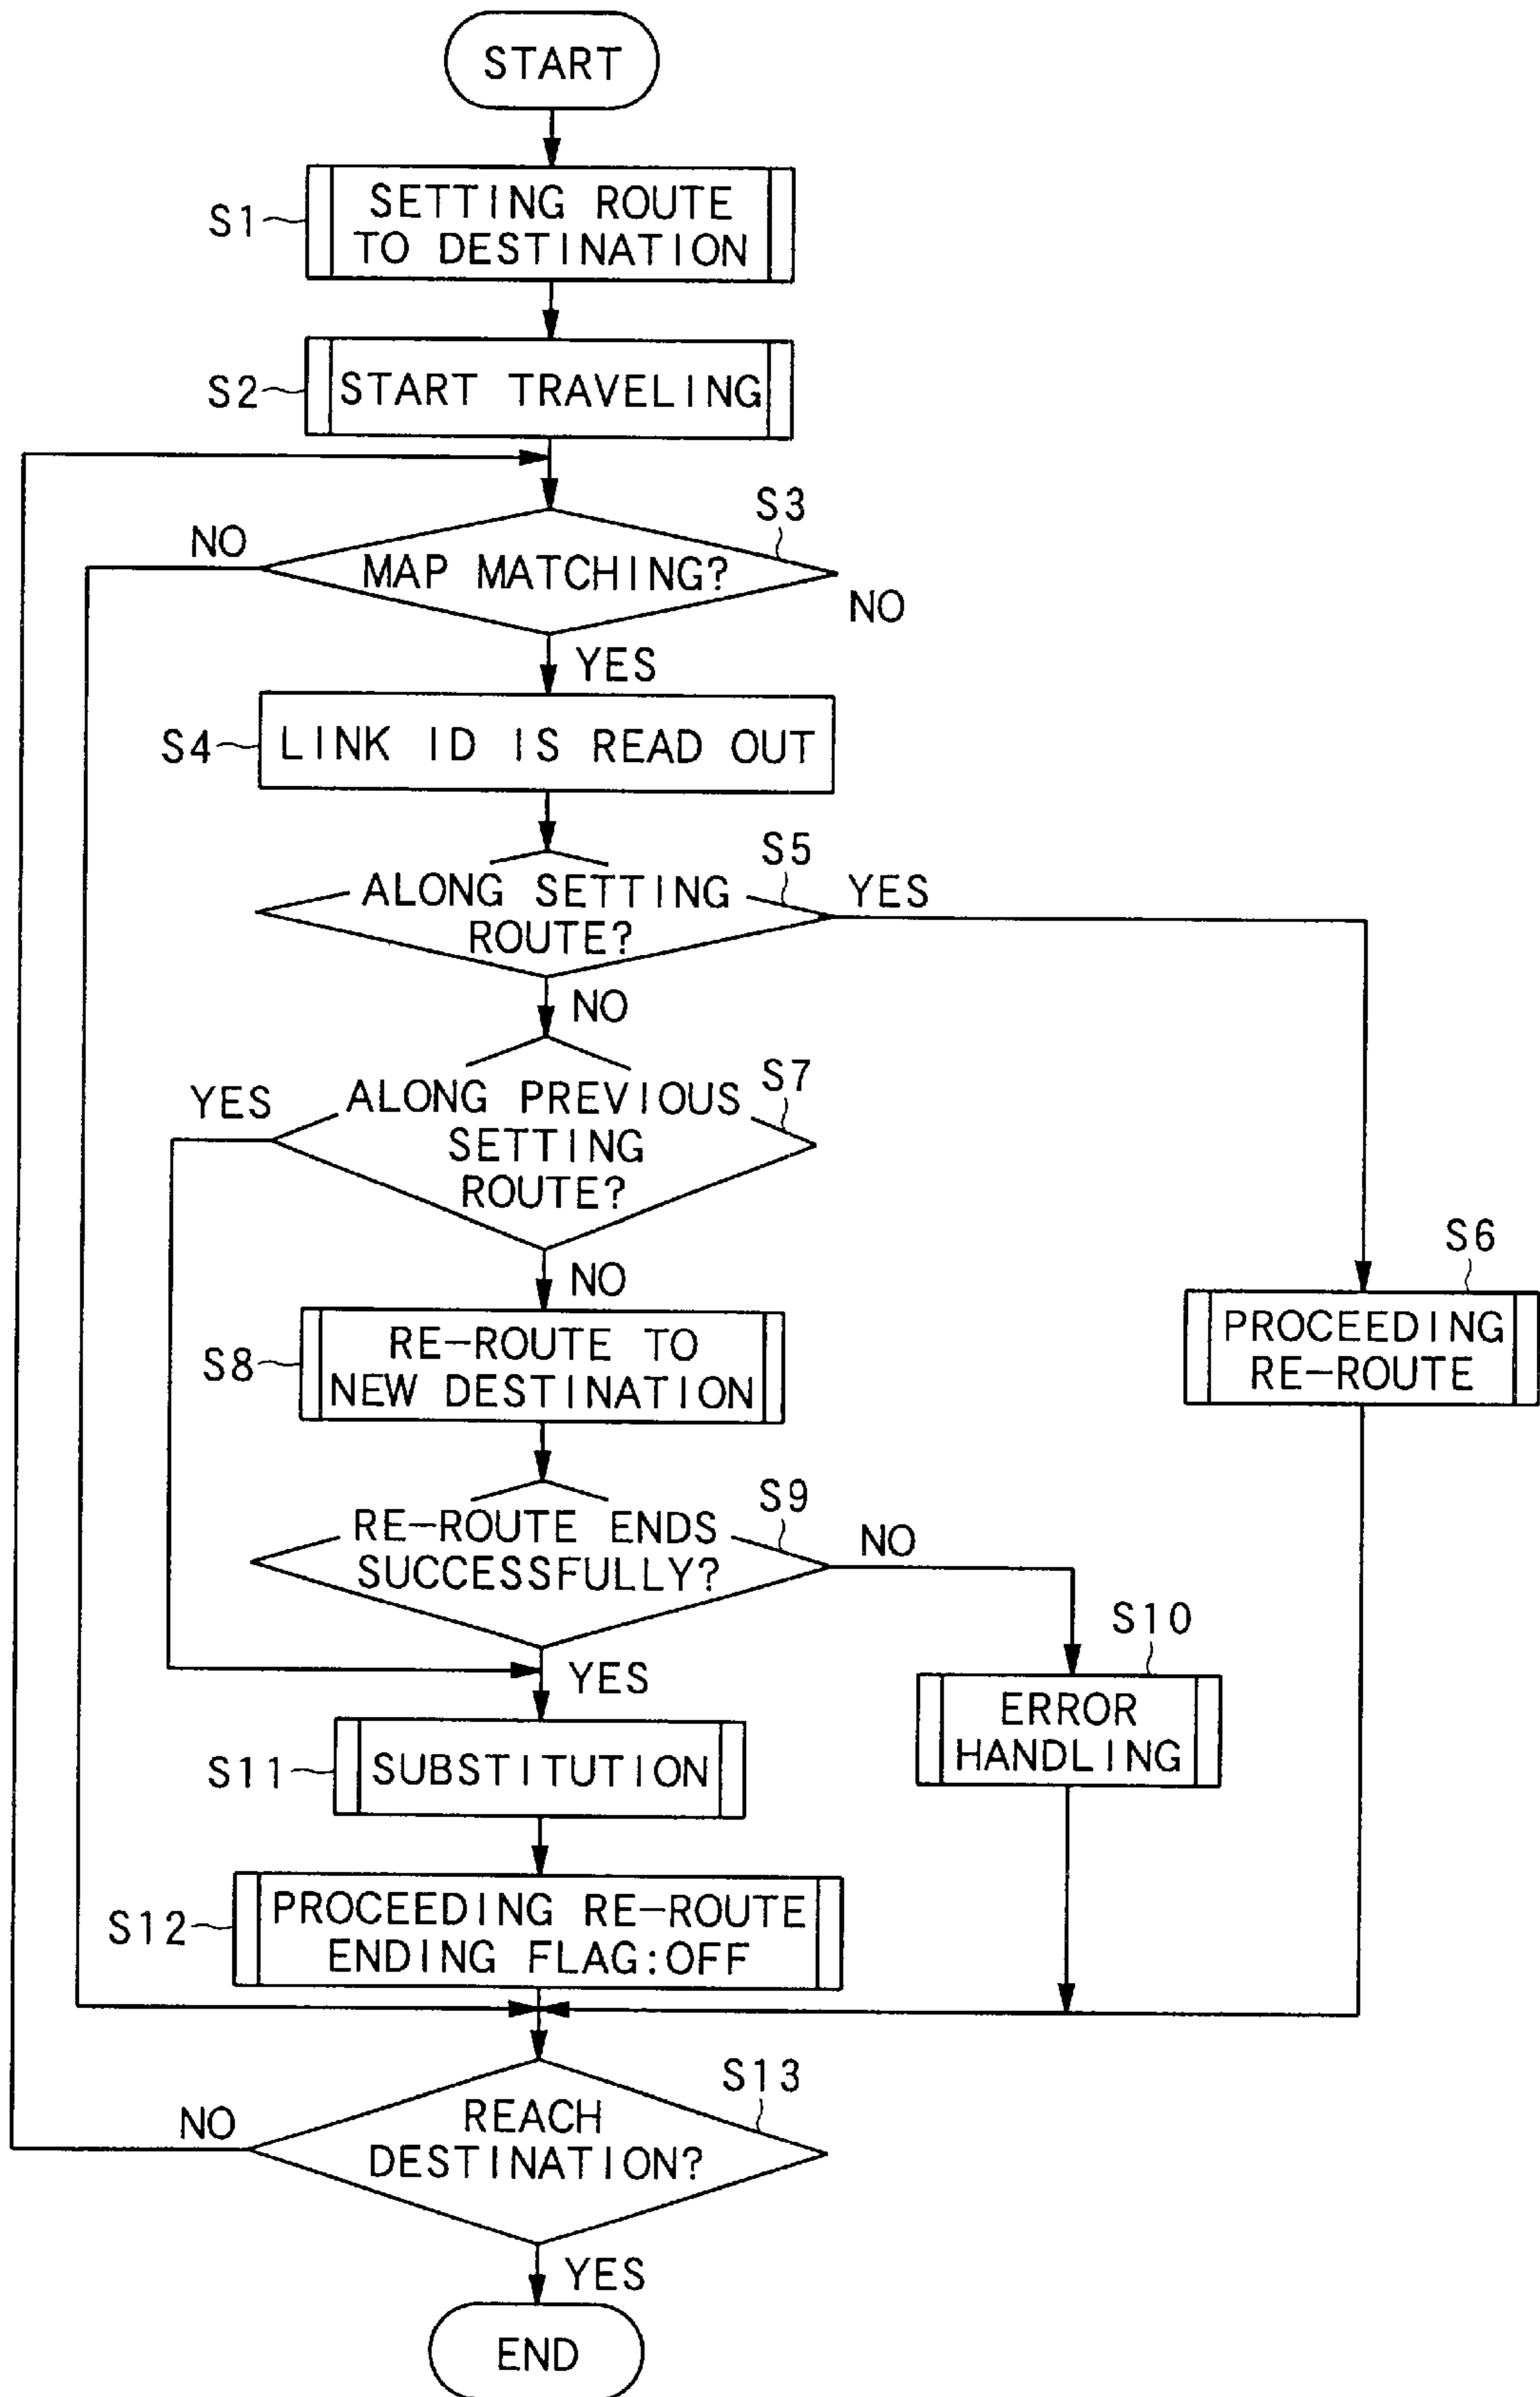 START
S1
SETTING ROUTE
TO DESTINATION
S2
START TRAVELING
S3
NO
MAP MATCHING?
NO
YES
S4
LINK ID IS READ OUT
S5
ALONG SETTING
ROUTE?
YES
NO
S7
YES
ALONG PREVIOUS
SETTING
ROUTE?
S6
NO
PROCEEDING
RE-ROUTE
S8
RE-ROUTE TO
NEW DESTINATION
S9
RE-ROUTE ENDS
SUCCESSFULLY?
NO
S10
YES
ERROR
HANDLING
S11
SUBSTITUTION
S12
PROCEEDING RE-ROUTE
ENDING FLAG:OFF
S13
NO
REACH
DESTINATION?
YES
END